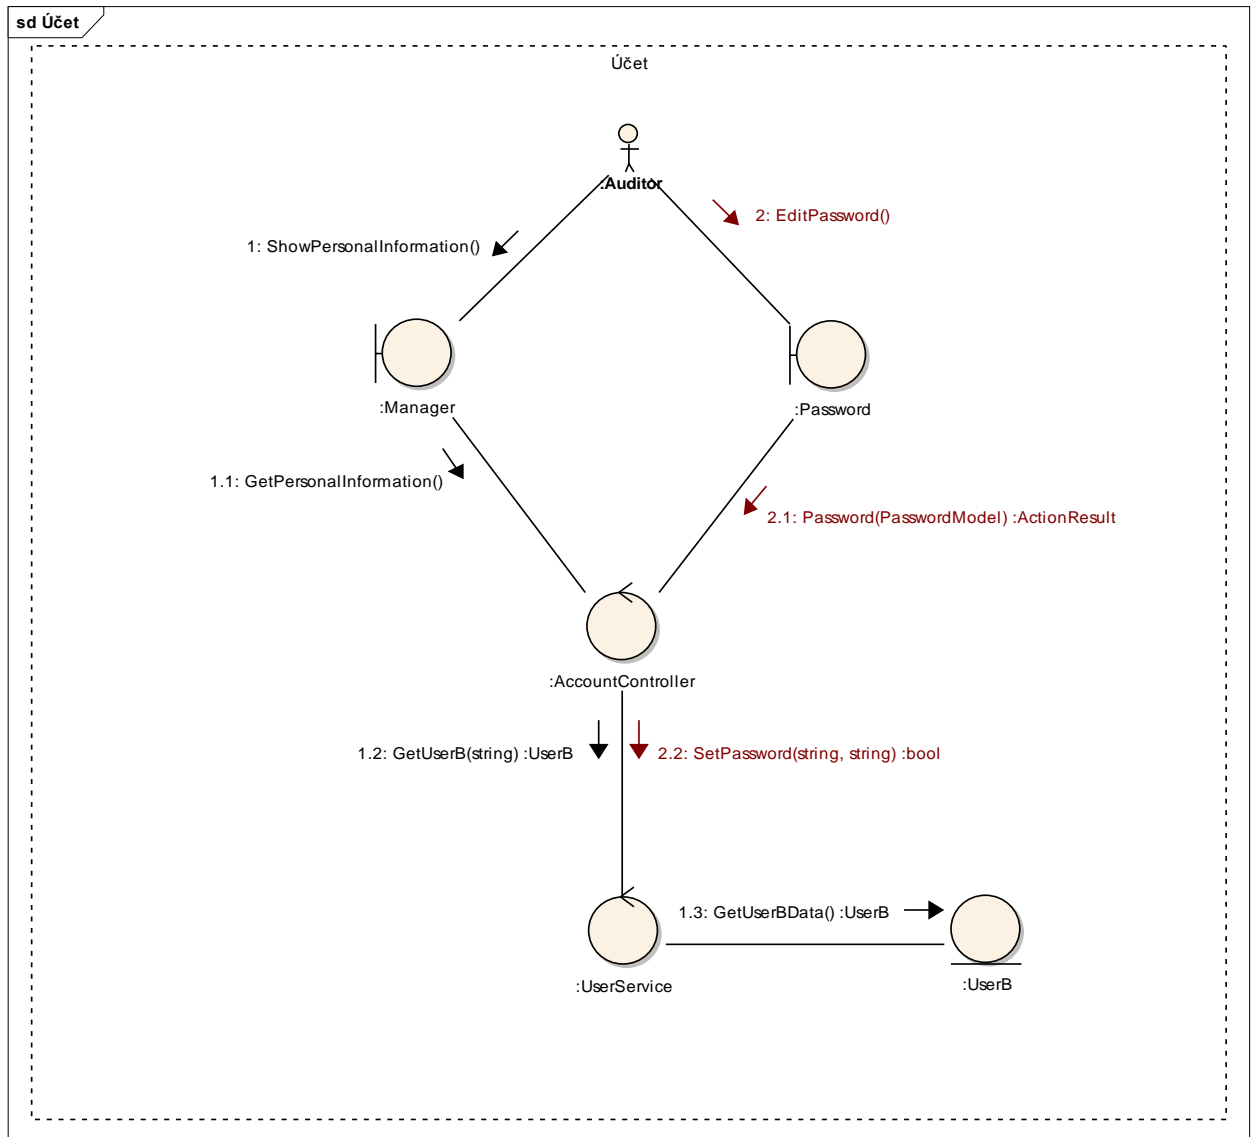 sd Účet
Účet
:Auditor
2: EditPassword()
1: ShowPersonalInformation()
:Manager
:Password
1.1: GetPersonalInformation()
2.1: Password(PasswordModel) :ActionResult
:AccountController
1.2: GetUserB(string) :UserB
2.2: SetPassword(string, string) :bool
1.3: GetUserBData() :UserB
:UserService
:UserB